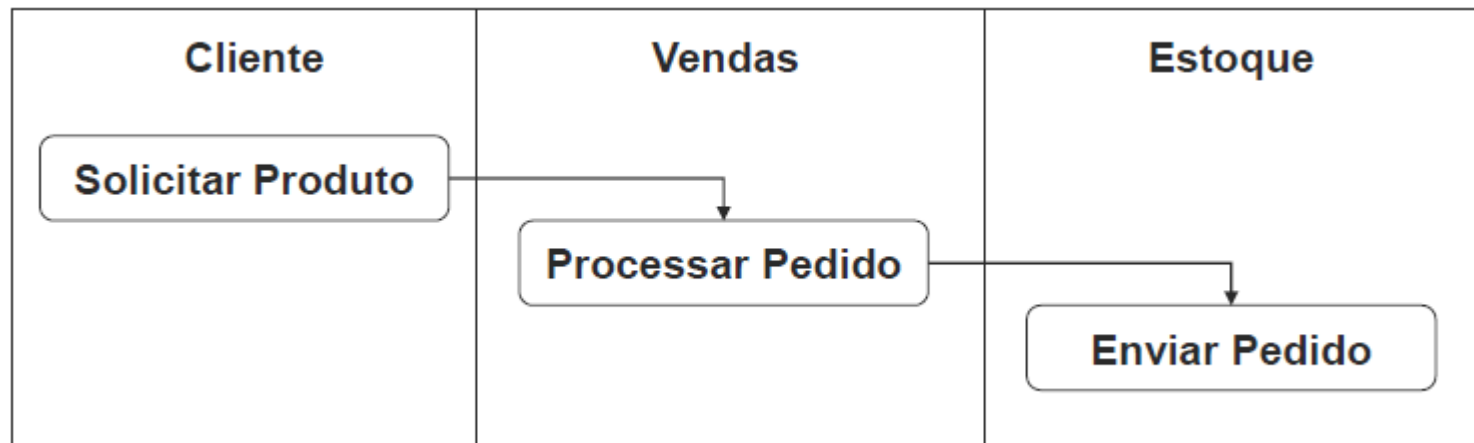 Cliente
Vendas
Estoque
Solicitar Produto
Processar Pedido
Enviar Pedido